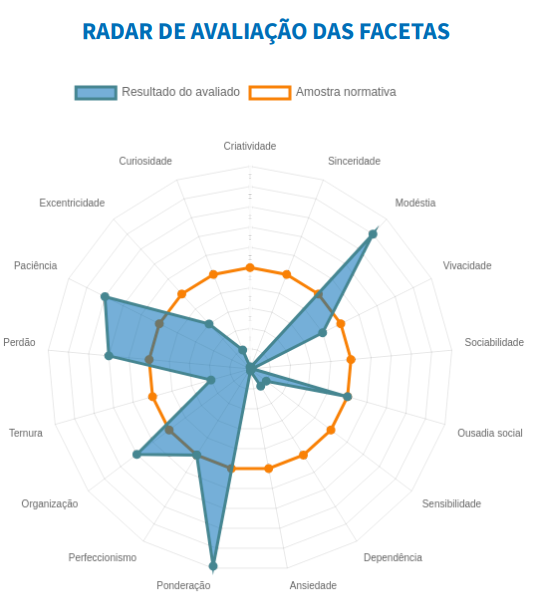 RADAR DE AVALIAÇÃO DAS FACETAS
Resultado do avaliado Amostra normativa
Criatividade
Curiosidade Sinceridade
Excentricidade Modéstia
Paciência Vivacidade
Perdão Sociabilidade
Ternura Ousadia social
Organização Sensibilidade
Perfeccionismo Dependência
Ponderação Ansiedade